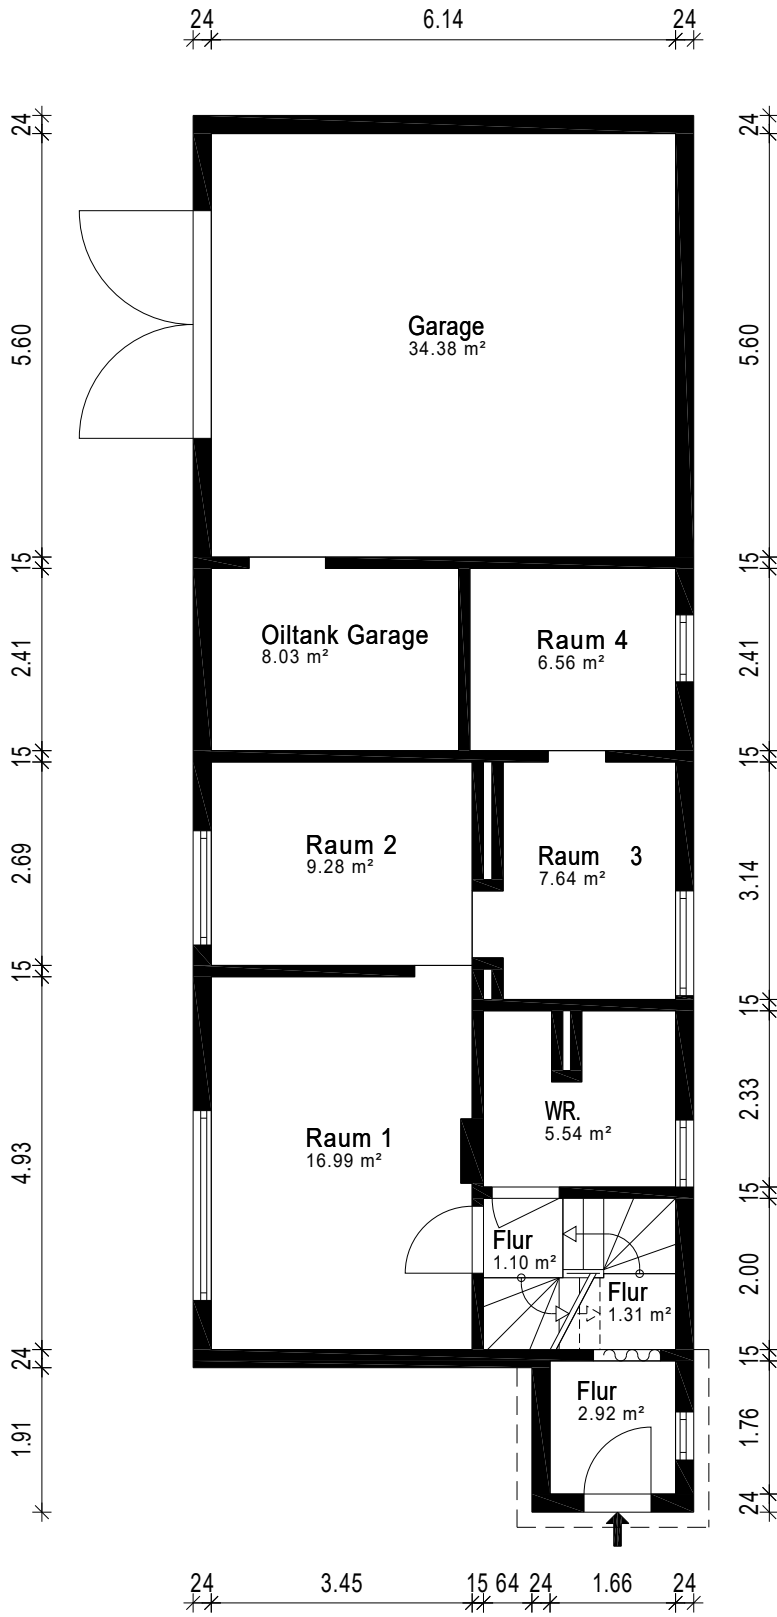 24 6.14 24
24
24
5.60
5.60
Garage
34.38 m²
15
15
2.41
2.41
Oiltank Garage
8.03 m²
Raum 4
6.56 m²
15
15
2.69
3.14
Raum 2
9.28 m²
Raum 3
7.64 m²
15
15
4.93
2.33
WR.
5.54 m²
Raum 1
16.99 m²
15
2.00
Flur
1.10 m²
Flur
1.31 m²
24
15
1.91
1.76
Flur
2.92 m²
24
24 3.45 15 64 24 1.66 24